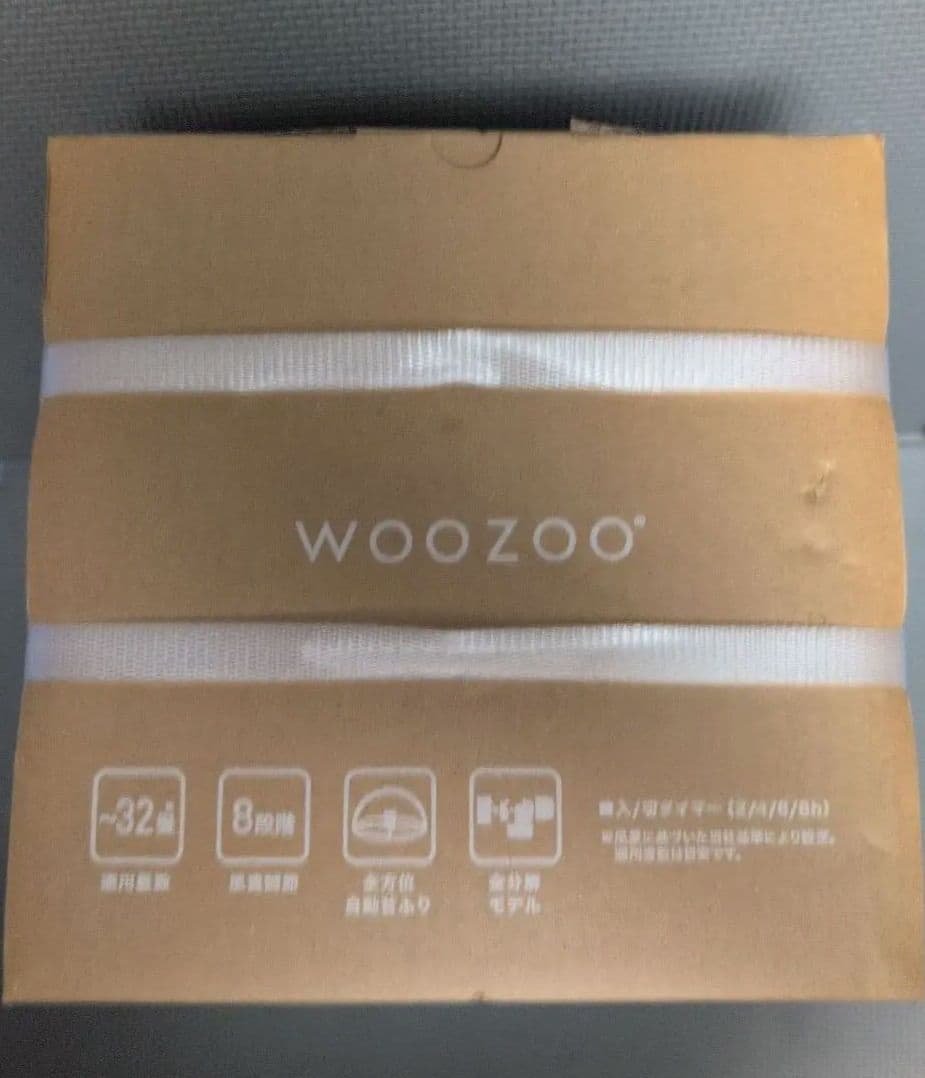 WOOZOO®
~32畳
適用畳数
8段階
風量調節
全方位
自動首ふり
全分解
モデル
入/切タイマー (2/4/6/8h)
※風量に基づいた当社基準により設定。
適用畳数は目安です。